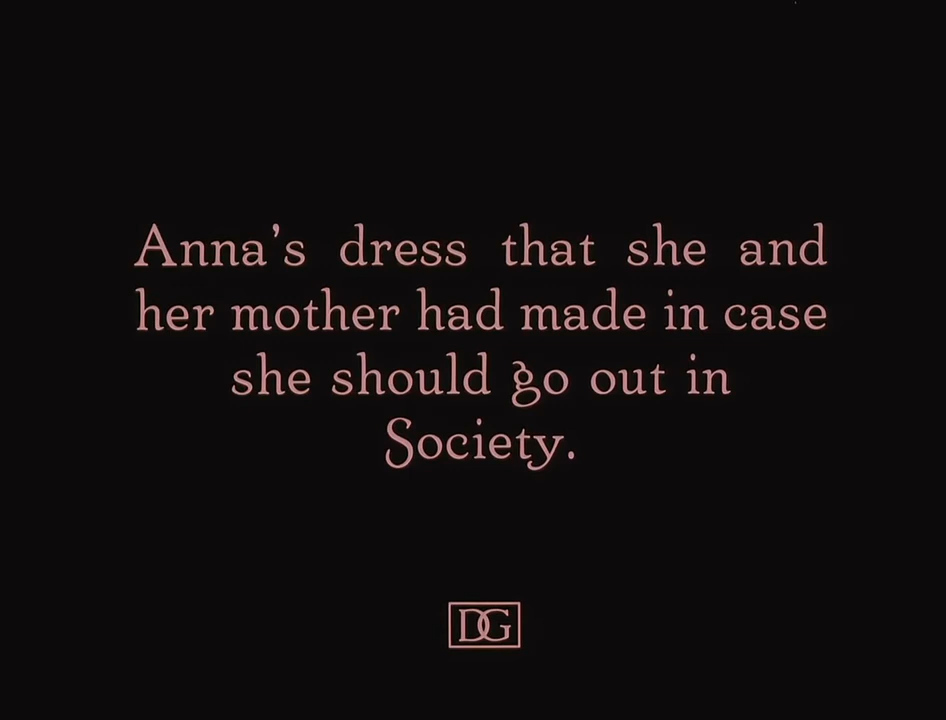 Anna's dress that she and
her mother had made in case
she should go out in
Society.
DG